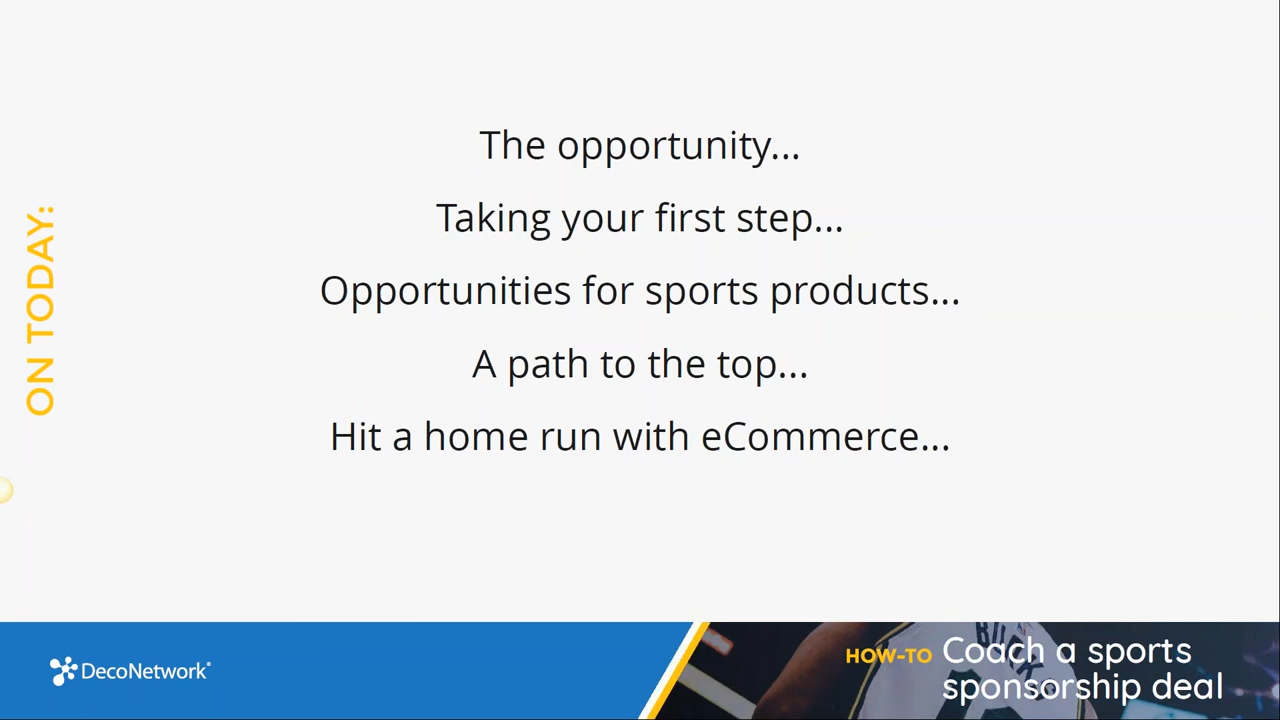 ON TODAY:
The opportunity...
Taking your first step...
Opportunities for sports products...
A path to the top...
Hit a home run with eCommerce...
DecoNetwork®
HOW-TO Coach a sports
sponsorship deal